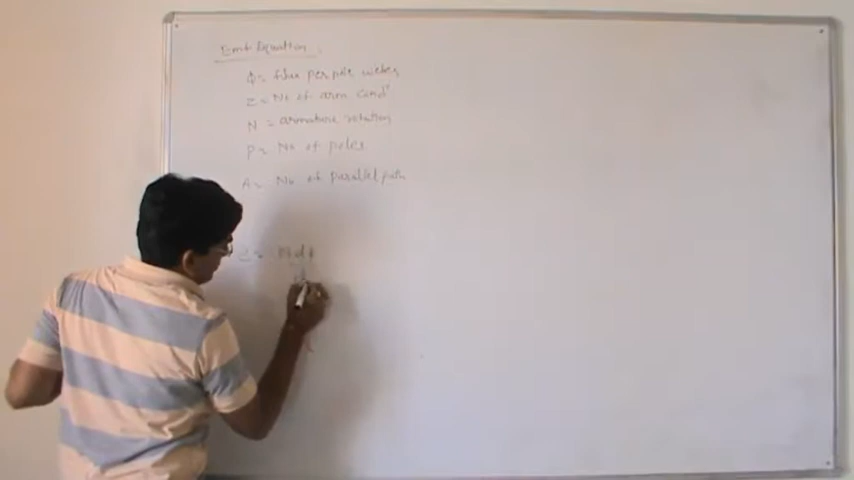 Emf Equation
Φ = flux per pole weber
Z = No of arm cond
N = armature rotation
P = No of poles
A = No of parallel path
e = N dΦ